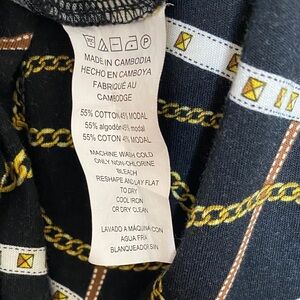 MADE IN CAMBODIA
HECHO EN CAMBOYA
FABRIQUÉ AU
CAMBODGE
55% COTTON 45% MODAL
55% algodón 45% modal
55% COTON 45% MODAL
MACHINE WASH COLD
ONLY NON-CHLORINE
BLEACH
RESHAPE AND LAY FLAT
TO DRY
COOL IRON
OR DRY CLEAN
LAVADO A MÁQUINA CON
AGUA FRÍA
BLANQUEADOR SIN